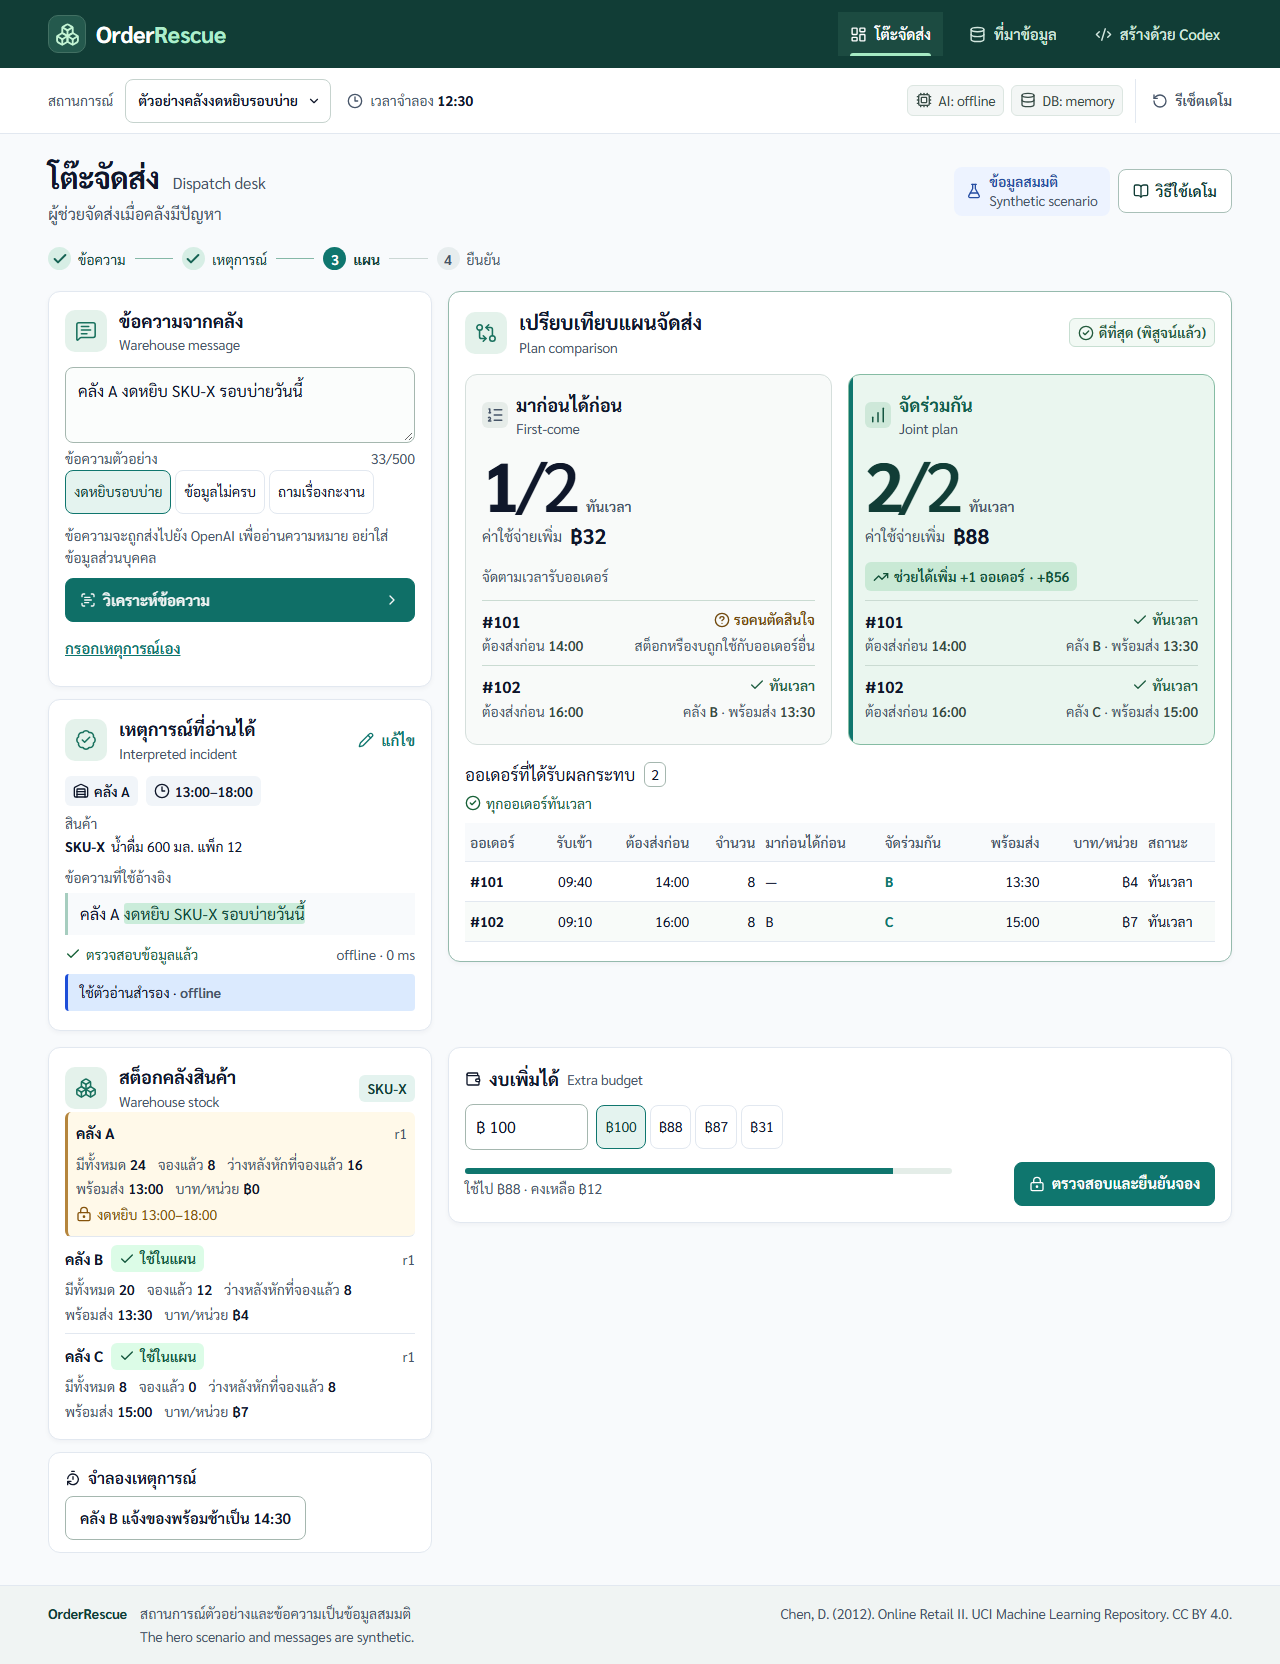 OrderRescue
โต๊ะจัดส่ง
ที่มาข้อมูล
สร้างด้วย Codex
สถานการณ์
ตัวอย่างคลังงดหยิบรอบบ่าย
เวลาจำลอง 12:30
AI: offline
DB: memory
รีเซ็ตเดโม
โต๊ะจัดส่ง Dispatch desk
ผู้ช่วยจัดส่งเมื่อคลังมีปัญหา
ข้อมูลสมมติ
Synthetic scenario
วิธีใช้เดโม
ข้อความ
เหตุการณ์
3 แผน
4 ยืนยัน
ข้อความจากคลัง
Warehouse message
คลัง A งดหยิบ SKU-X รอบบ่ายวันนี้
ข้อความตัวอย่าง 33/500
งดหยิบรอบบ่าย
ข้อมูลไม่ครบ
ถามเรื่องกะงาน
ข้อความจะถูกส่งไปยัง OpenAI เพื่ออ่านความหมาย อย่าใส่
ข้อมูลส่วนบุคคล
วิเคราะห์ข้อความ
กรอกเหตุการณ์เอง
เหตุการณ์ที่อ่านได้
Interpreted incident
แก้ไข
คลัง A
13:00–18:00
สินค้า
SKU-X น้ำดื่ม 600 มล. แพ็ก 12
ข้อความที่ใช้อ้างอิง
คลัง A งดหยิบ SKU-X รอบบ่ายวันนี้
ตรวจสอบข้อมูลแล้ว offline · 0 ms
ใช้ตัวอ่านสำรอง · offline
เปรียบเทียบแผนจัดส่ง
Plan comparison
ดีที่สุด (พิสูจน์แล้ว)
มาก่อนได้ก่อน
First-come
1/2 ทันเวลา
ค่าใช้จ่ายเพิ่ม ฿32
จัดตามเวลารับออเดอร์
#101 รอคนตัดสินใจ
ต้องส่งก่อน 14:00 สต็อกหรืองบถูกใช้กับออเดอร์อื่น
#102 ทันเวลา
ต้องส่งก่อน 16:00 คลัง B · พร้อมส่ง 13:30
จัดร่วมกัน
Joint plan
2/2 ทันเวลา
ค่าใช้จ่ายเพิ่ม ฿88
ช่วยได้เพิ่ม +1 ออเดอร์ · +฿56
#101 ทันเวลา
ต้องส่งก่อน 14:00 คลัง B · พร้อมส่ง 13:30
#102 ทันเวลา
ต้องส่งก่อน 16:00 คลัง C · พร้อมส่ง 15:00
ออเดอร์ที่ได้รับผลกระทบ 2
ทุกออเดอร์ทันเวลา
ออเดอร์ รับเข้า ต้องส่งก่อน จำนวน มาก่อนได้ก่อน จัดร่วมกัน พร้อมส่ง บาท/หน่วย สถานะ
#101 09:40 14:00 8 — B 13:30 ฿4 ทันเวลา
#102 09:10 16:00 8 B C 15:00 ฿7 ทันเวลา
สต็อกคลังสินค้า
Warehouse stock
SKU-X
คลัง A r1
มีทั้งหมด 24 จองแล้ว 8 ว่างหลังหักที่จองแล้ว 16
พร้อมส่ง 13:00 บาท/หน่วย ฿0
งดหยิบ 13:00–18:00
คลัง B ใช้ในแผน r1
มีทั้งหมด 20 จองแล้ว 12 ว่างหลังหักที่จองแล้ว 8
พร้อมส่ง 13:30 บาท/หน่วย ฿4
คลัง C ใช้ในแผน r1
มีทั้งหมด 8 จองแล้ว 0 ว่างหลังหักที่จองแล้ว 8
พร้อมส่ง 15:00 บาท/หน่วย ฿7
งบเพิ่มได้ Extra budget
฿ 100
฿100
฿88
฿87
฿31
ใช้ไป ฿88 · คงเหลือ ฿12
ตรวจสอบและยืนยันจอง
จำลองเหตุการณ์
คลัง B แจ้งของพร้อมช้าเป็น 14:30
OrderRescue
สถานการณ์ตัวอย่างและข้อความเป็นข้อมูลสมมติ
The hero scenario and messages are synthetic.
Chen, D. (2012). Online Retail II. UCI Machine Learning Repository. CC BY 4.0.